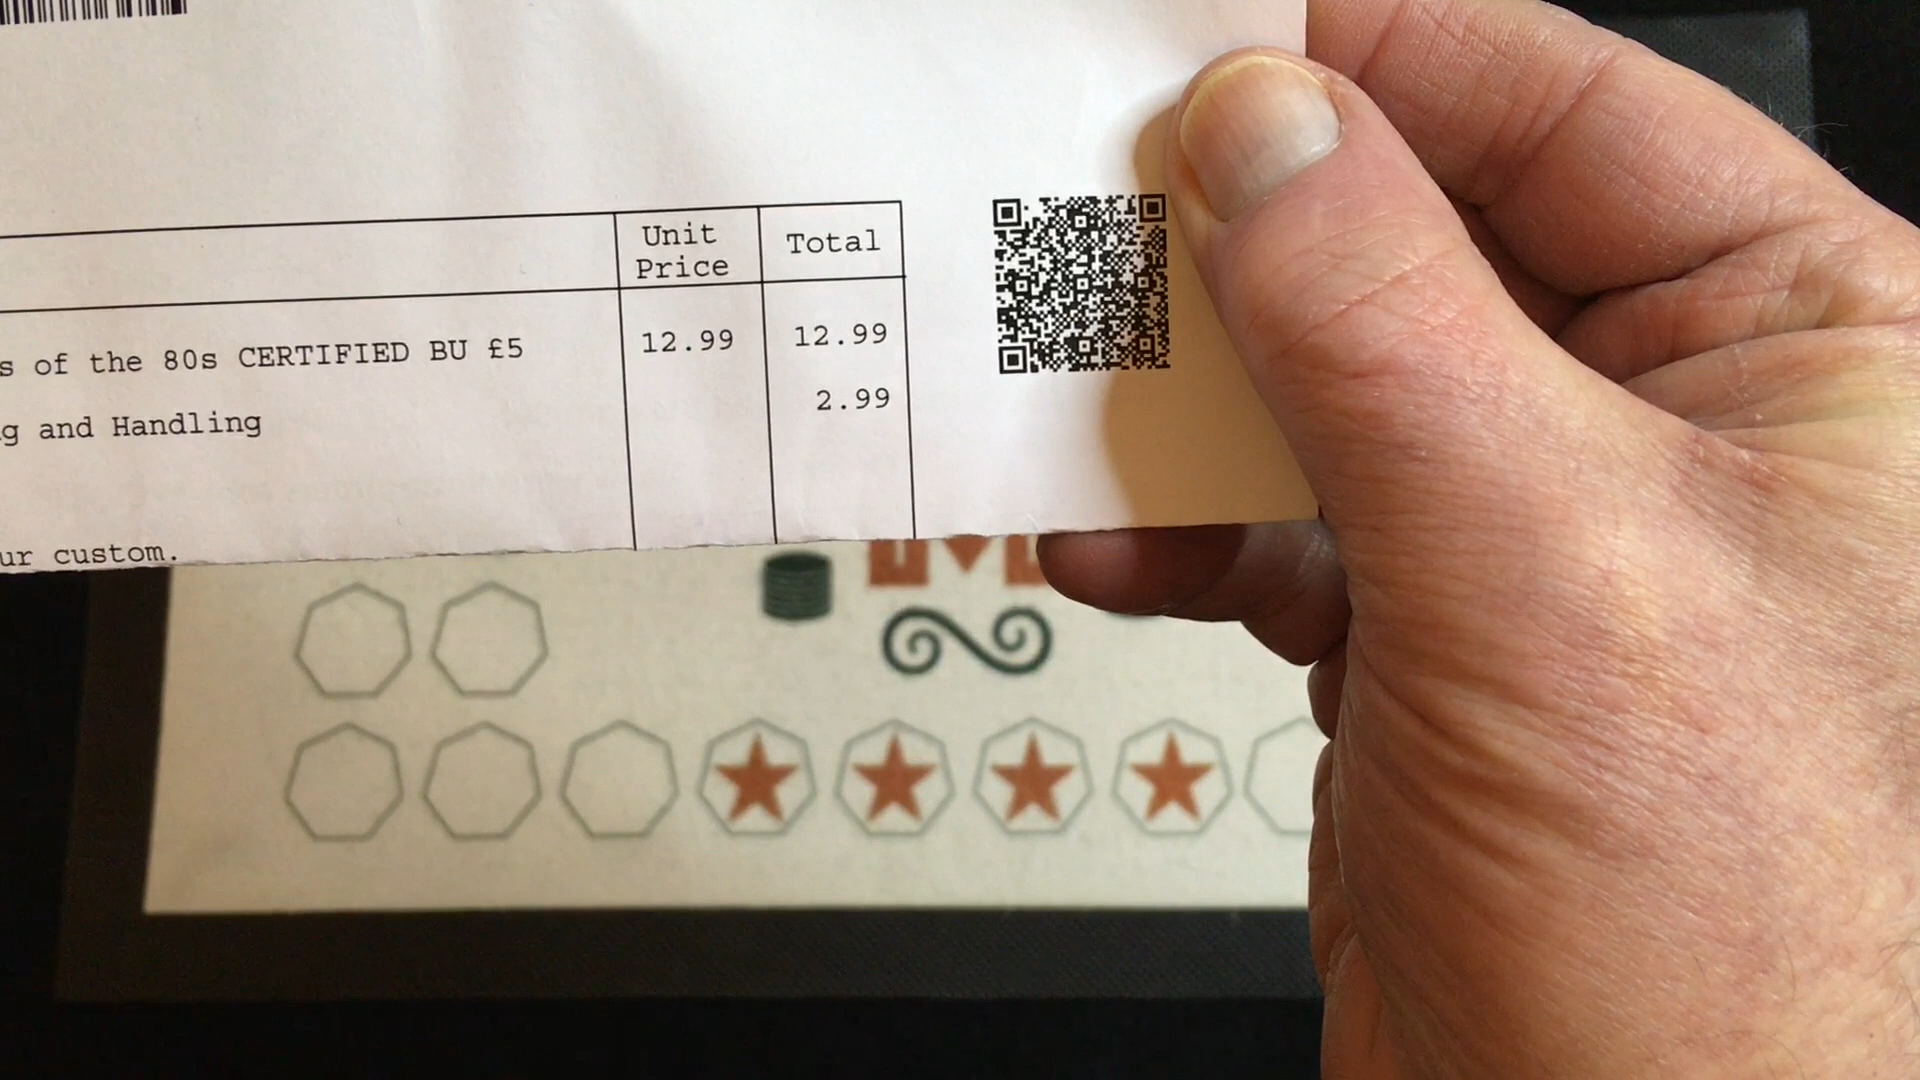 Unit Price
Total
s of the 80s CERTIFIED BU £5 12.99 12.99
g and Handling 2.99
ur custom.